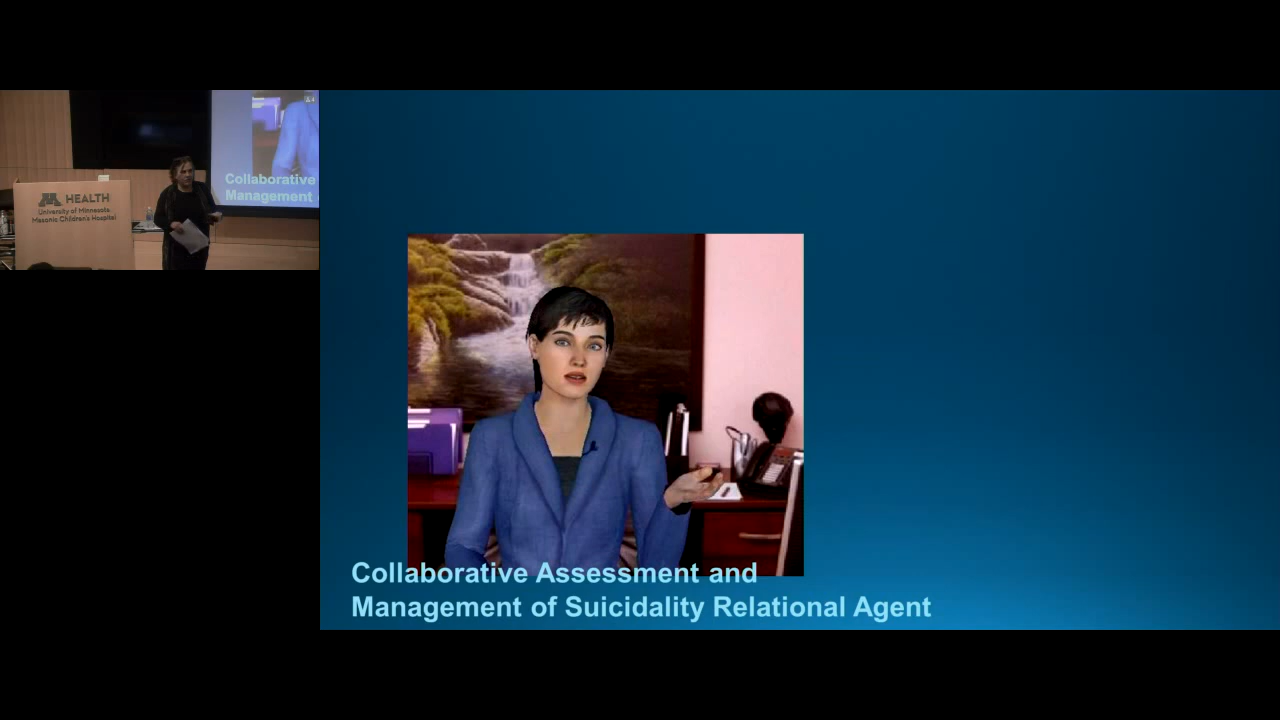 HEALTH
University of Minnesota
Masonic Children's Hospital
Collaborative
Management
Collaborative Assessment and
Management of Suicidality Relational Agent